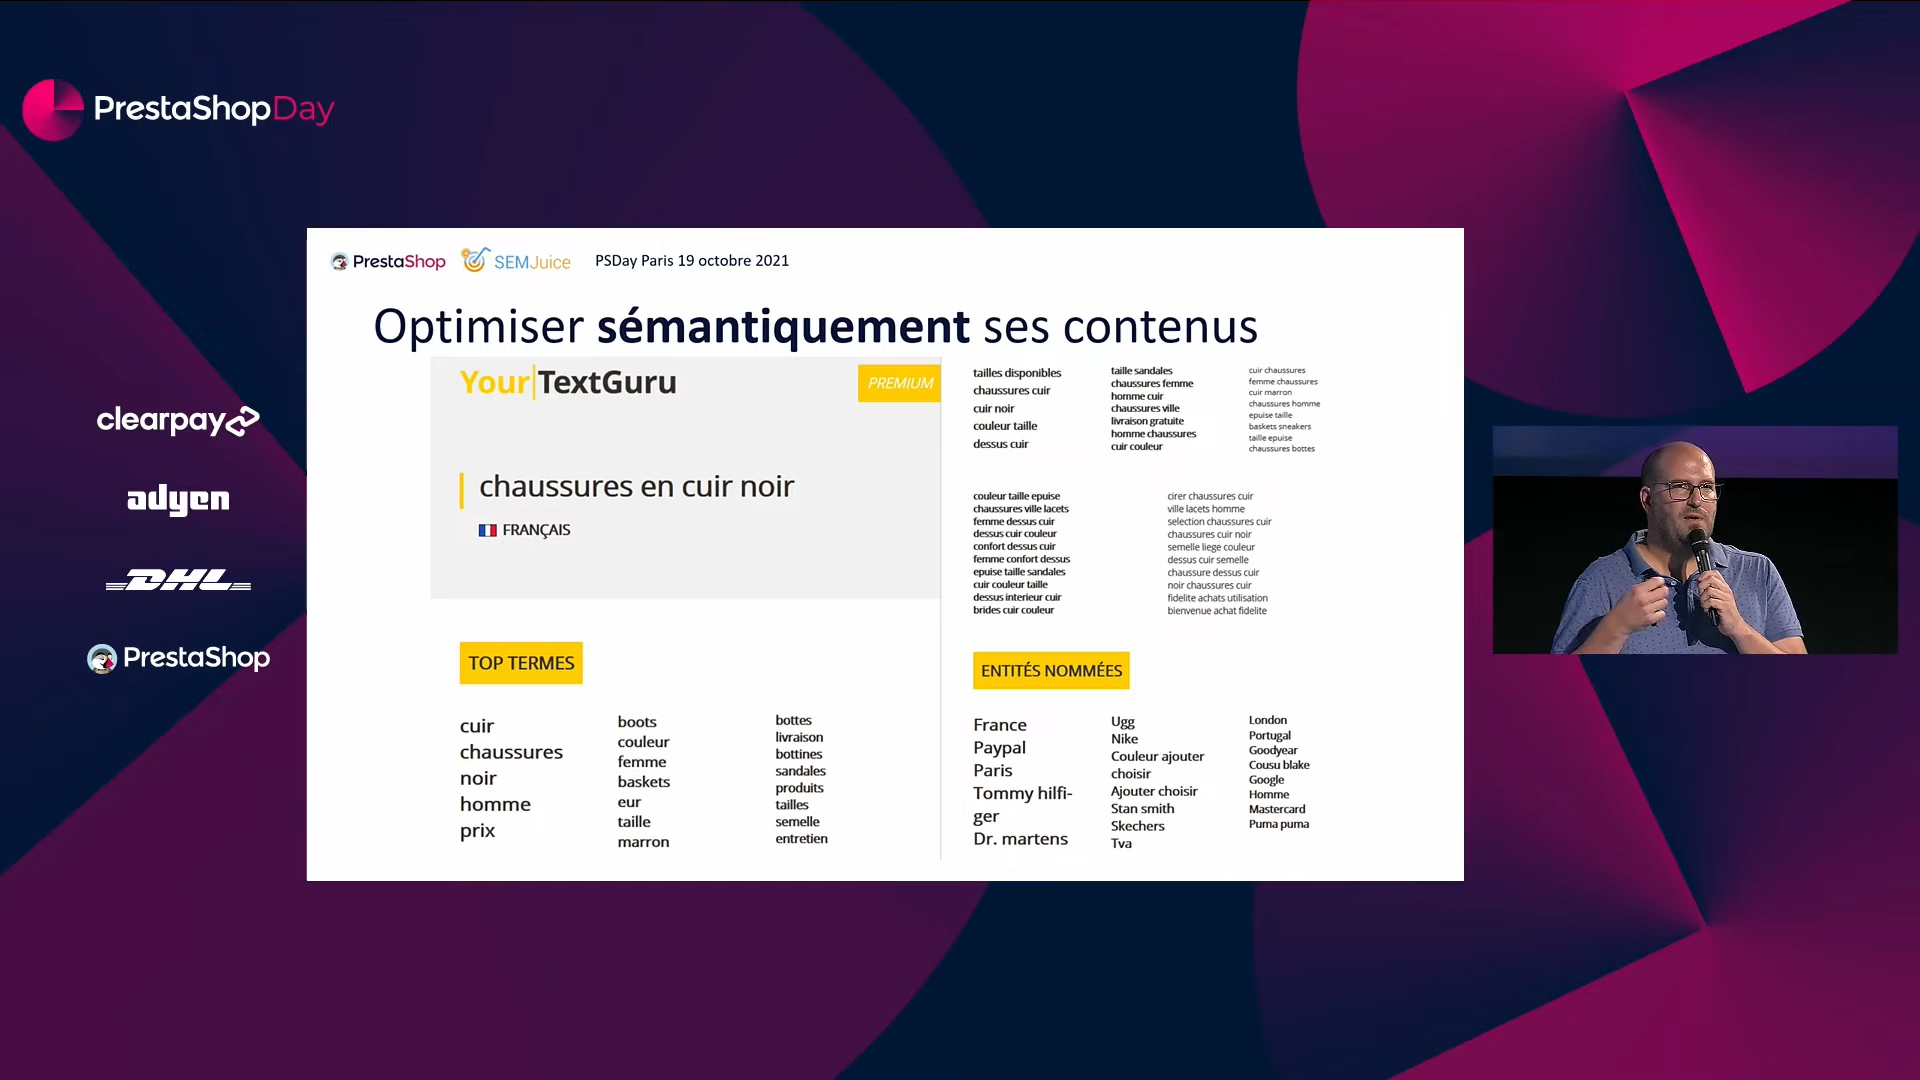 PrestaShopDay
clearpay
adyen
DHL
PrestaShop
PrestaShop SEMJuice PSDay Paris 19 octobre 2021
Optimiser sémantiquement ses contenus
Your|TextGuru
PREMIUM
chaussures en cuir noir
FRANÇAIS
TOP TERMES
cuir
chaussures
noir
homme
prix
boots
couleur
femme
baskets
eur
taille
marron
bottes
livraison
bottines
sandales
produits
tailles
semelle
entretien
tailles disponibles
chaussures cuir
cuir noir
couleur taille
dessus cuir
taille sandales
chaussures femme
homme cuir
chaussures ville
livraison gratuite
homme chaussures
cuir couleur
cuir chaussures
femme chaussures
cuir marron
chaussures homme
epuise taille
baskets sneakers
taille epuise
chaussures bottes
couleur taille epuise
chaussures ville lacets
femme dessus cuir
dessus cuir couleur
confort dessus cuir
femme confort dessus
epuise taille sandales
cuir couleur taille
dessus interieur cuir
brides cuir couleur
cirer chaussures cuir
ville lacets homme
selection chaussures cuir
chaussures cuir noir
semelle liege couleur
dessus cuir semelle
chaussure dessus cuir
noir chaussures cuir
fidelite achats utilisation
bienvenue achat fidelite
ENTITÉS NOMMÉES
France
Paypal
Paris
Tommy hilfi-
ger
Dr. martens
Ugg
Nike
Couleur ajouter
choisir
Ajouter choisir
Stan smith
Skechers
Tva
London
Portugal
Goodyear
Cousu blake
Google
Homme
Mastercard
Puma puma